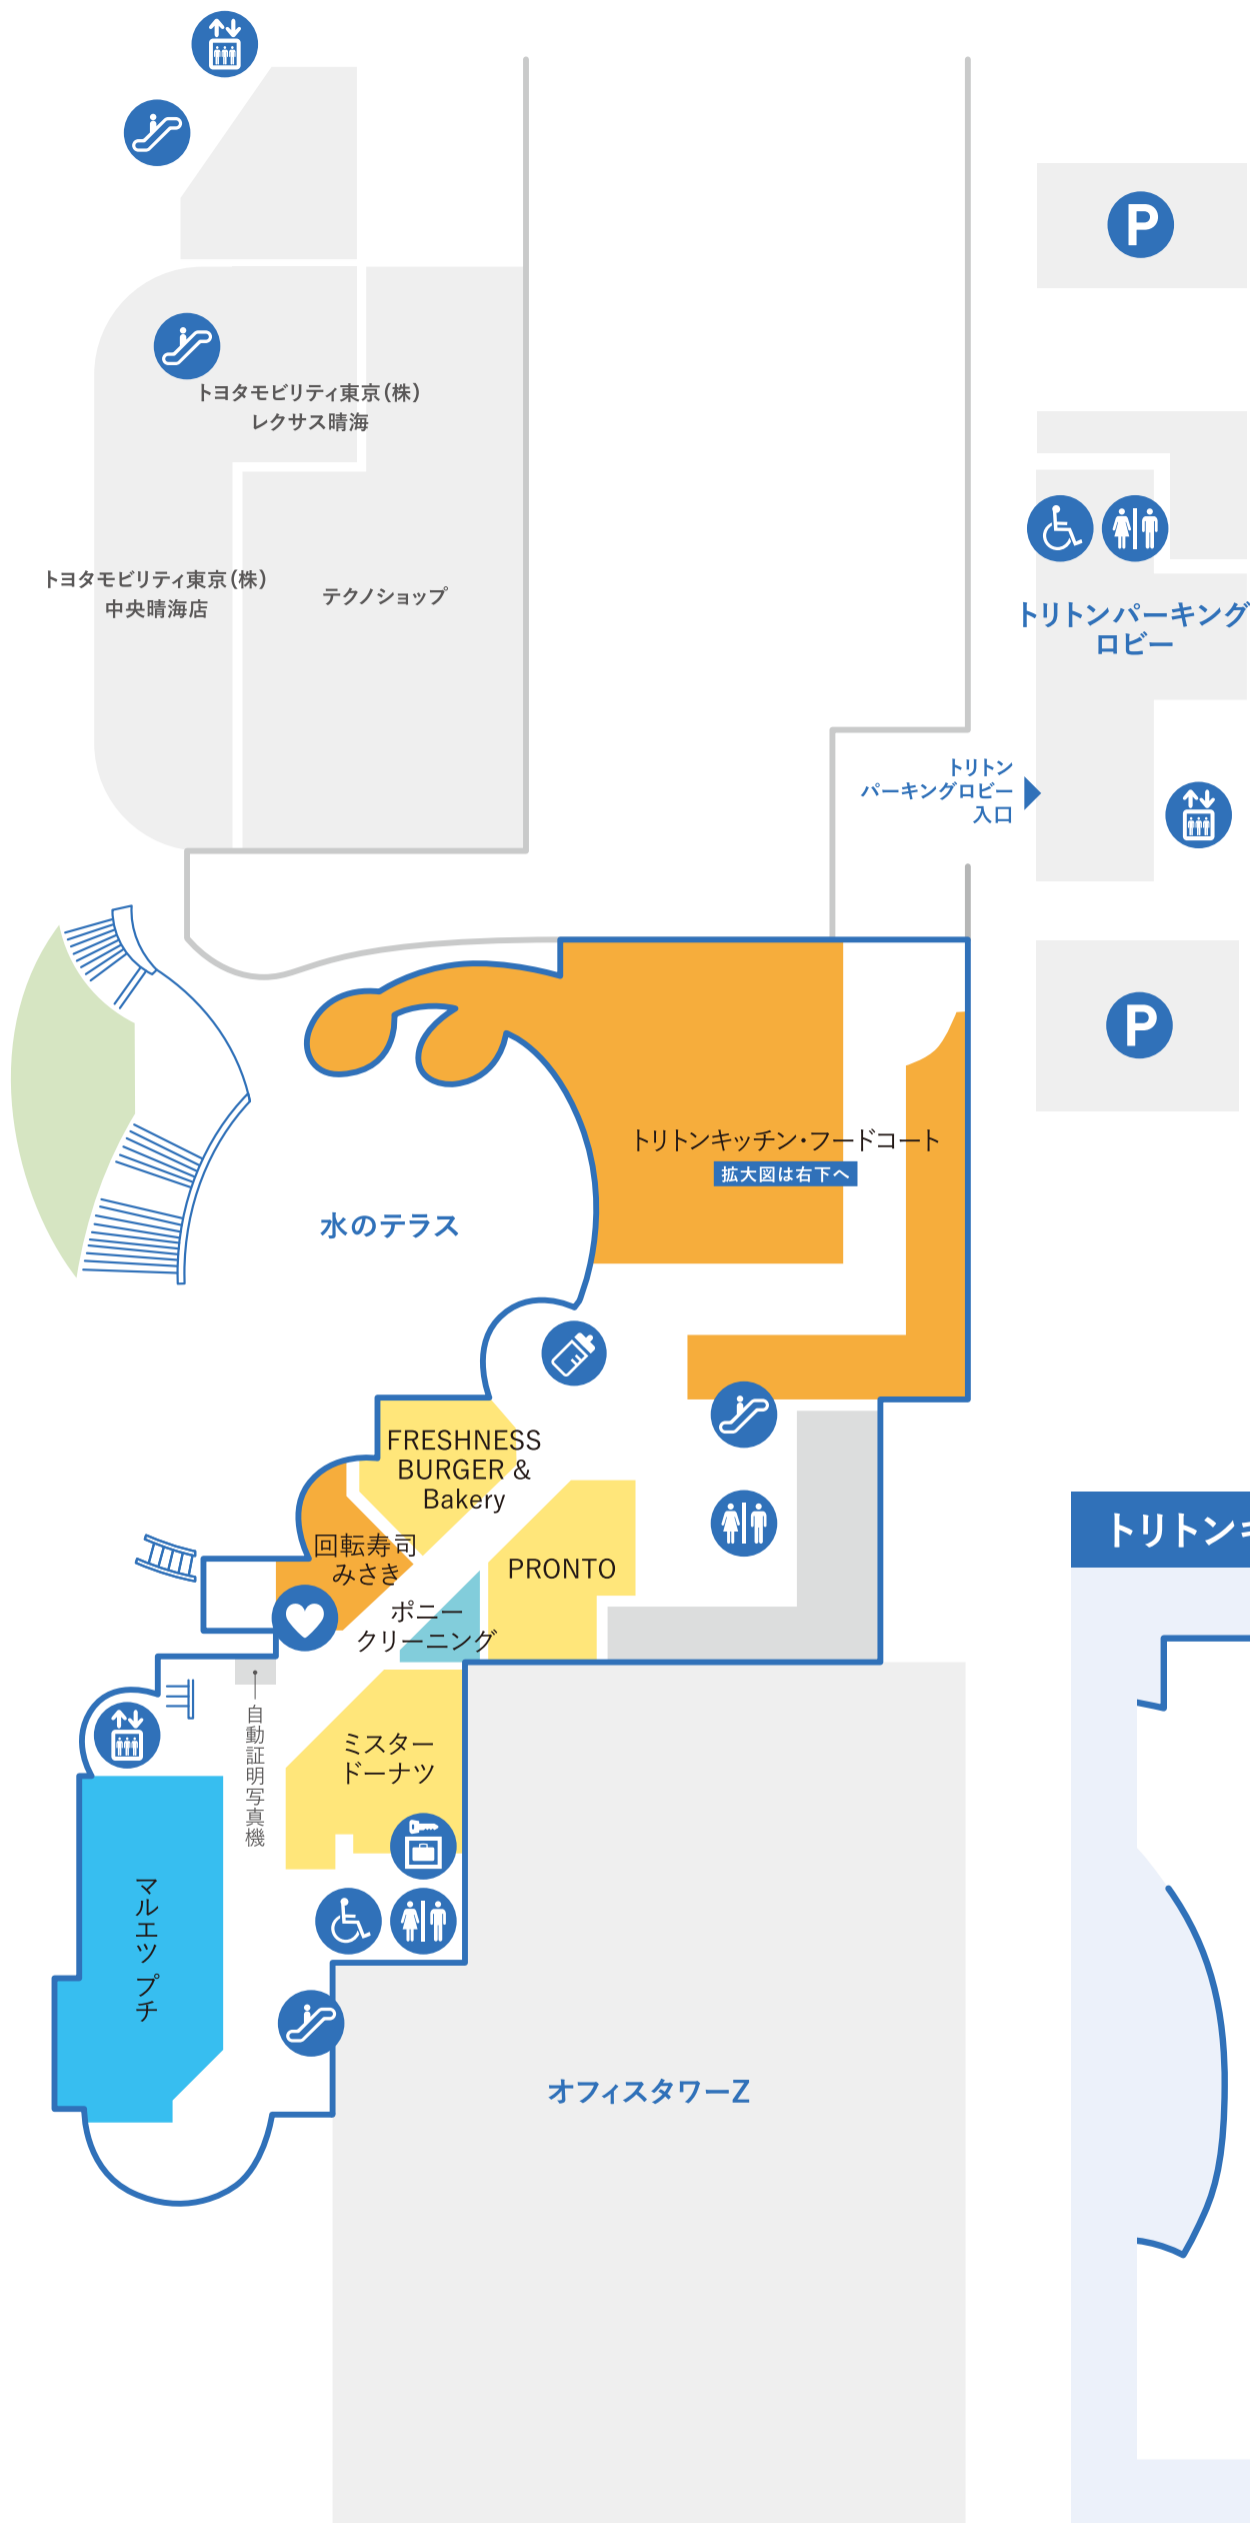 P
トヨタモビリティ東京(株)
レクサス晴海
トヨタモビリティ東京(株)
中央晴海店
テクノショップ
トリトンパーキング
ロビー
トリトン
パーキングロビー
入口
P
トリトンキッチン・フードコート
拡大図は右下へ
水のテラス
FRESHNESS
BURGER &
Bakery
回転寿司
みさき
PRONTO
ポニー
クリーニング
トリトン
自動証明写真機
ミスター
ドーナツ
マルエツ プチ
オフィスタワーZ